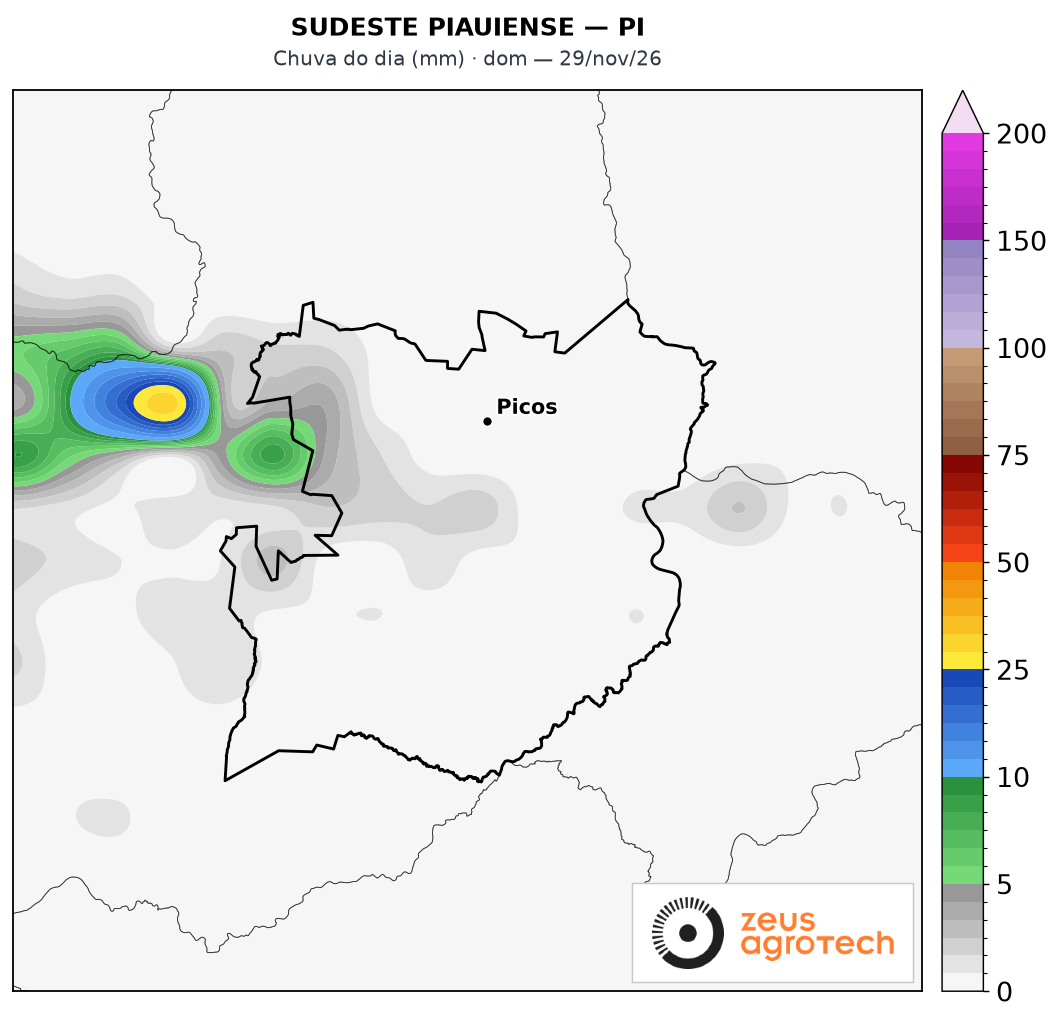 SUDESTE PIAUIENSE — PI
Chuva do dia (mm) · dom — 29/nov/26
Picos
200
150
100
75
50
25
10
5
0
zeus
agrotech